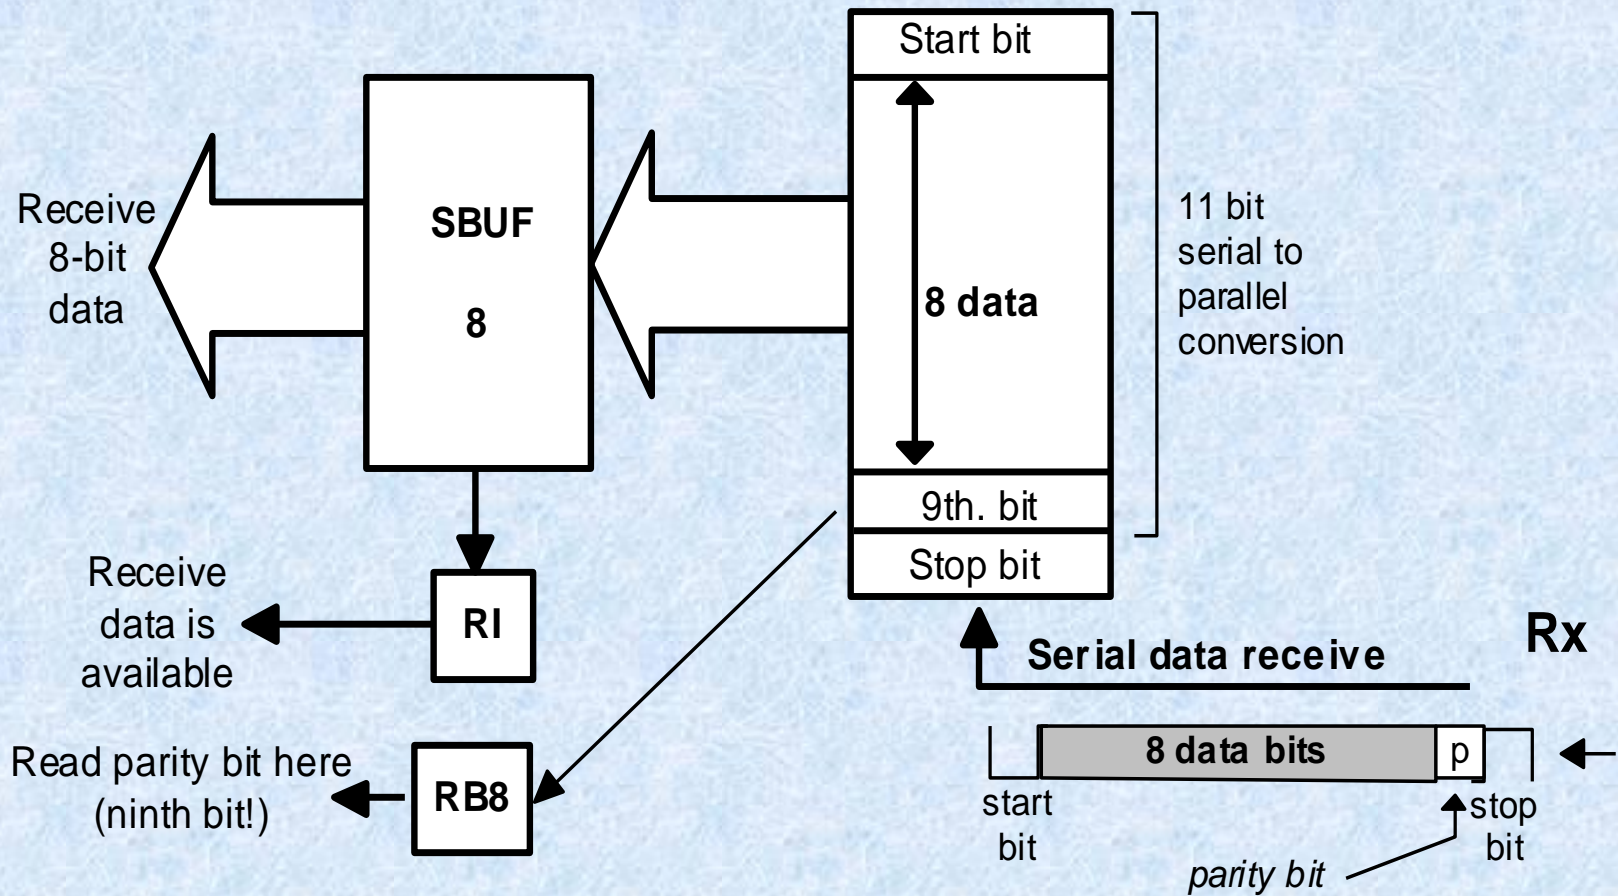 Start bit
8 data
9th. bit
Stop bit
11 bit
serial to
parallel
conversion
SBUF
8
Receive
8-bit
data
RI
Receive
data is
available
RB8
Read parity bit here
(ninth bit!)
Rx
Serial data receive
8 data bits
p
start
bit
stop
bit
parity bit